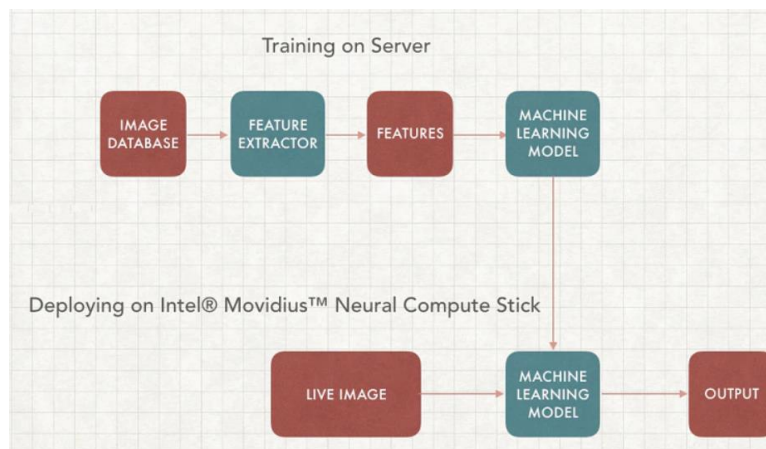 Training on Server
IMAGE
DATABASE
FEATURE
EXTRACTOR
FEATURES
MACHINE
LEARNING
MODEL
Deploying on Intel® Movidius™ Neural Compute Stick
LIVE IMAGE
MACHINE
LEARNING
MODEL
OUTPUT